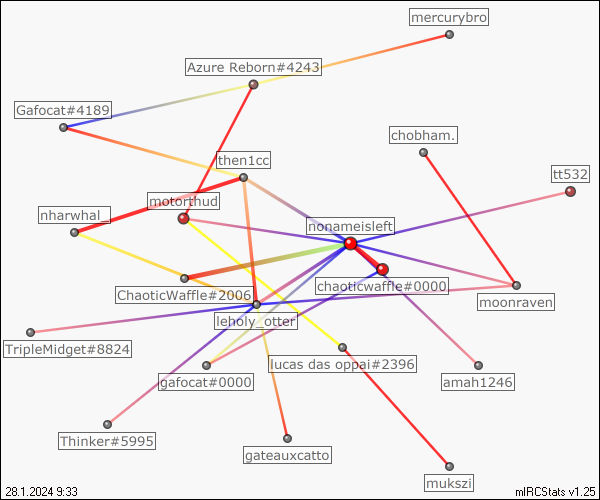 mercurybro
Azure Reborn#4243
Gafocat#4189
chobham.
then1cc
tt532
motorthud
nharwhal_
nonameisleft
chaoticwaffle#0000
ChaoticWaffle#2006
moonraven
leholy_otter
TripleMidget#8824
lucas das oppai#2396
gafocat#0000
amah1246
Thinker#5995
gateauxcatto
mukszi
28.1.2024 9:33
mIRCStats v1.25